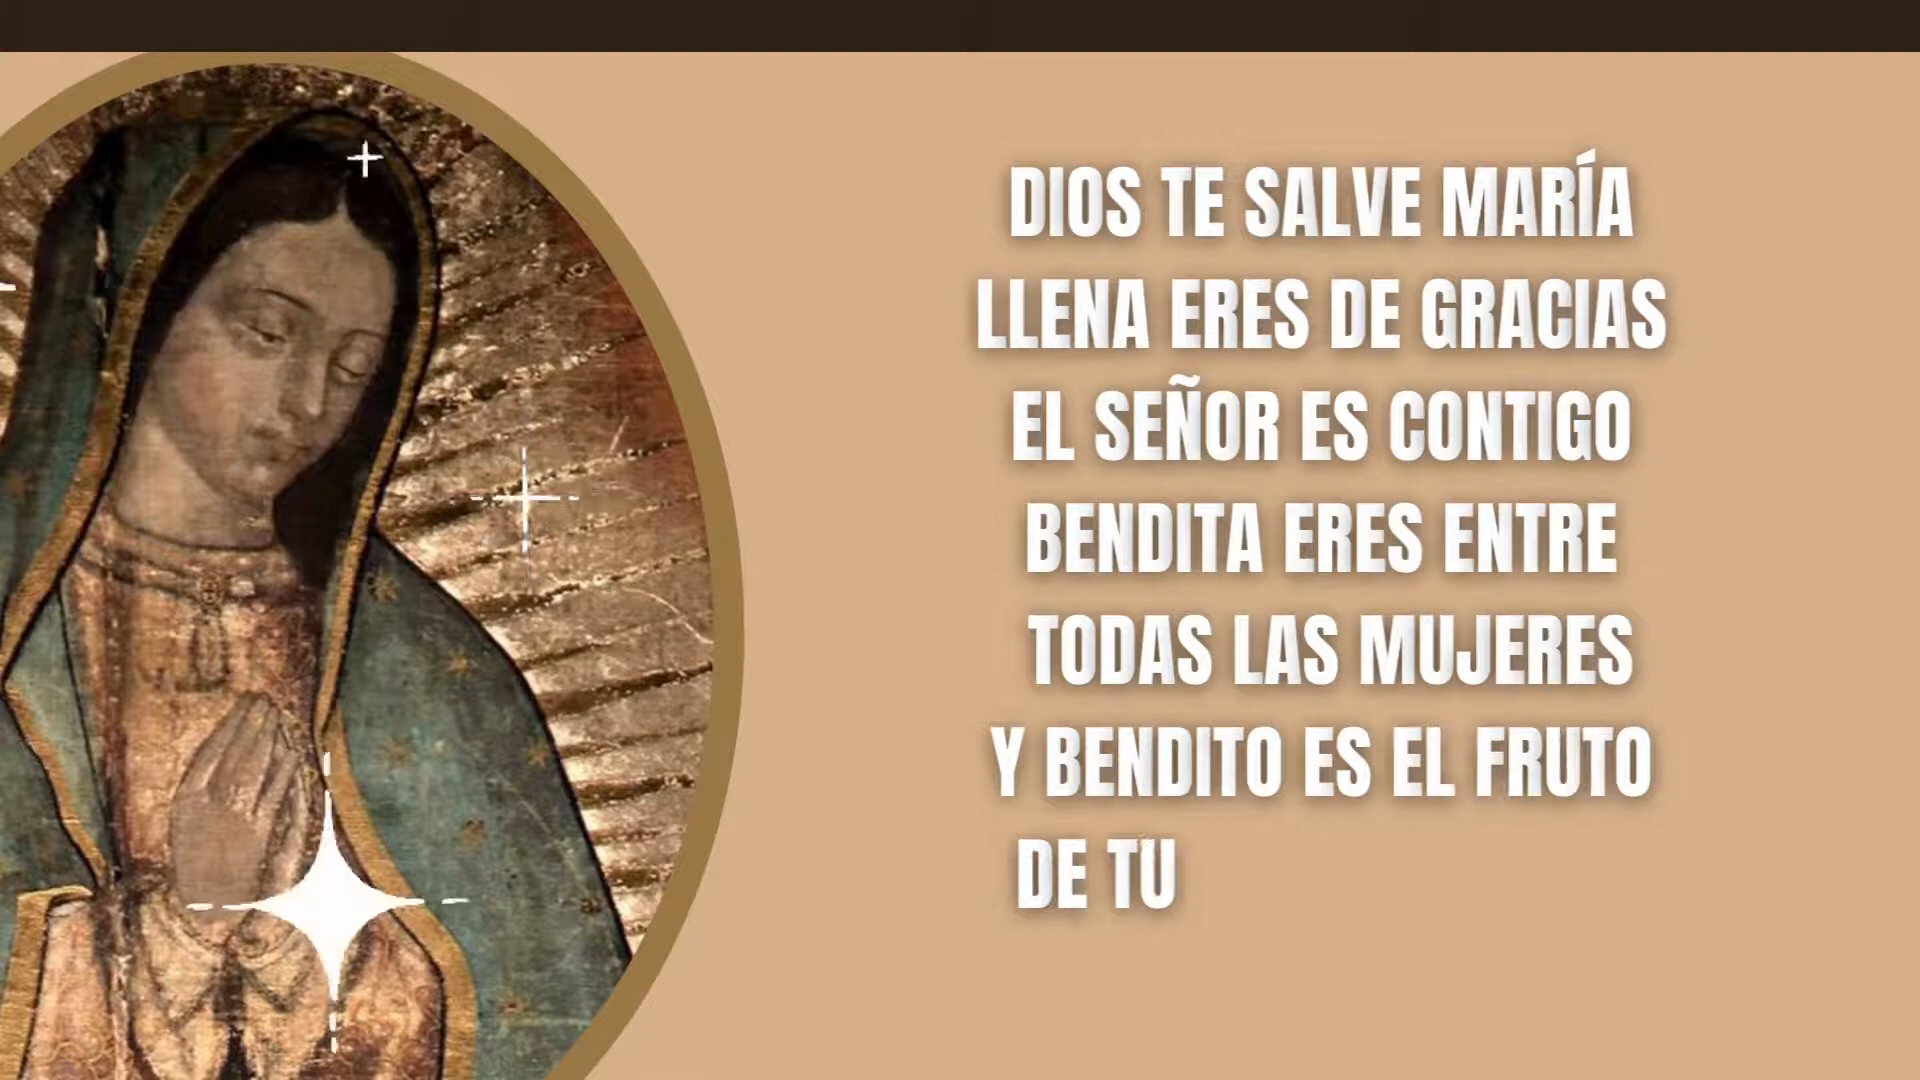 DIOS TE SALVE MARÍA
LLENA ERES DE GRACIAS
EL SEÑOR ES CONTIGO
BENDITA ERES ENTRE
TODAS LAS MUJERES
Y BENDITO ES EL FRUTO
DE TU